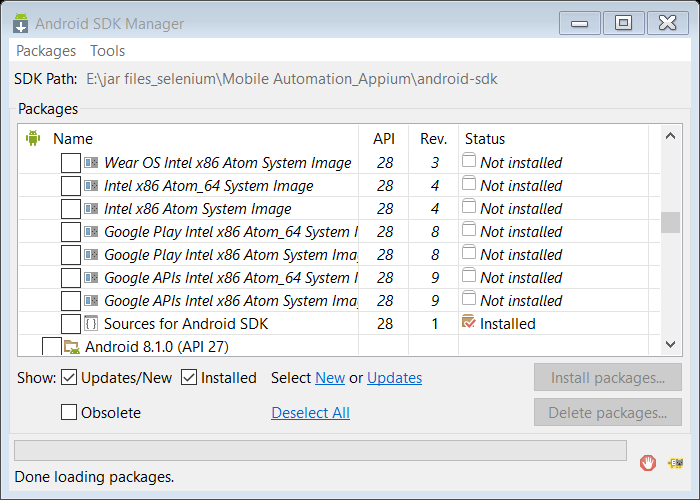 Android SDK Manager
Packages Tools
SDK Path: E:\jar files_selenium\Mobile Automation_Appium\android-sdk
Packages
Name API Rev. Status
Wear OS Intel x86 Atom System Image 28 3 Not installed
Intel x86 Atom_64 System Image 28 4 Not installed
Intel x86 Atom System Image 28 4 Not installed
Google Play Intel x86 Atom_64 System I 28 8 Not installed
Google Play Intel x86 Atom System Ima 28 8 Not installed
Google APIs Intel x86 Atom_64 System I 28 9 Not installed
Google APIs Intel x86 Atom System Ima 28 9 Not installed
Sources for Android SDK 28 1 Installed
Android 8.1.0 (API 27)
Show: Updates/New Installed Select New or Updates Install packages...
Obsolete Deselect All Delete packages...
Done loading packages.